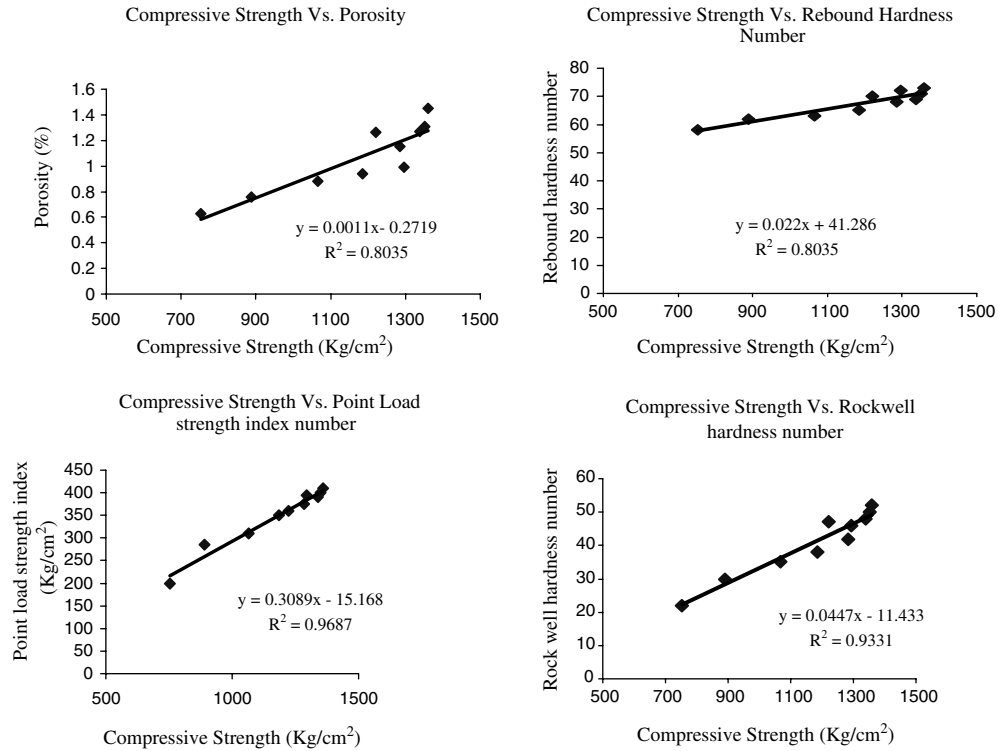 Compressive Strength Vs. Porosity
1.6
1.4
1.2
1
0.8
0.6
0.4
0.2
0
Porosity (%)
y = 0.0011x- 0.2719
R² = 0.8035
500 700 900 1100 1300 1500
Compressive Strength (Kg/cm²)
Compressive Strength Vs. Rebound Hardness
Number
80
70
60
50
40
30
20
10
0
Rebound hardness number
y = 0.022x + 41.286
R² = 0.8035
500 700 900 1100 1300 1500
Compressive Strength (Kg/cm²)
Compressive Strength Vs. Point Load
strength index number
450
400
350
300
250
200
150
100
50
0
Point load strength index
(Kg/cm²)
y = 0.3089x - 15.168
R² = 0.9687
500 1000 1500
Compressive Strength (Kg/cm²)
Compressive Strength Vs. Rockwell
hardness number
60
50
40
30
20
10
0
Rock well hardness number
y = 0.0447x - 11.433
R² = 0.9331
500 700 900 1100 1300 1500
Compressive Strength (Kg/cm²)